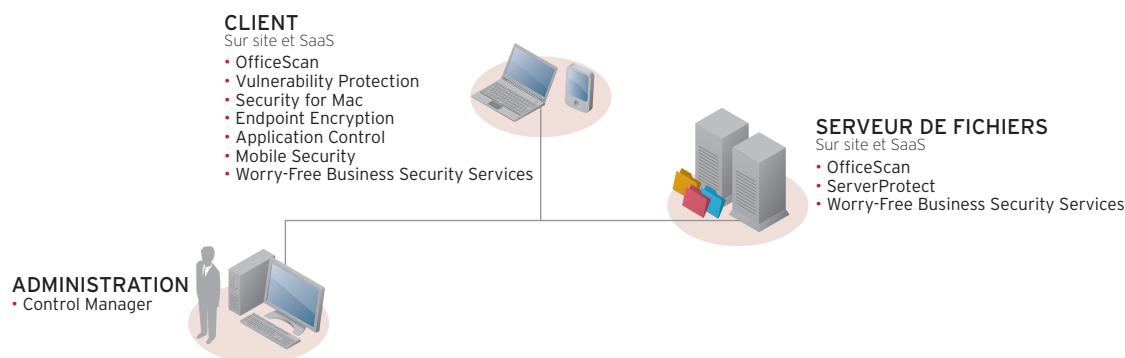 CLIENT
Sur site et SaaS
• OfficeScan
• Vulnerability Protection
• Security for Mac
• Endpoint Encryption
• Application Control
• Mobile Security
• Worry-Free Business Security Services
SERVEUR DE FICHIERS
Sur site et SaaS
• OfficeScan
• ServerProtect
• Worry-Free Business Security Services
ADMINISTRATION
• Control Manager